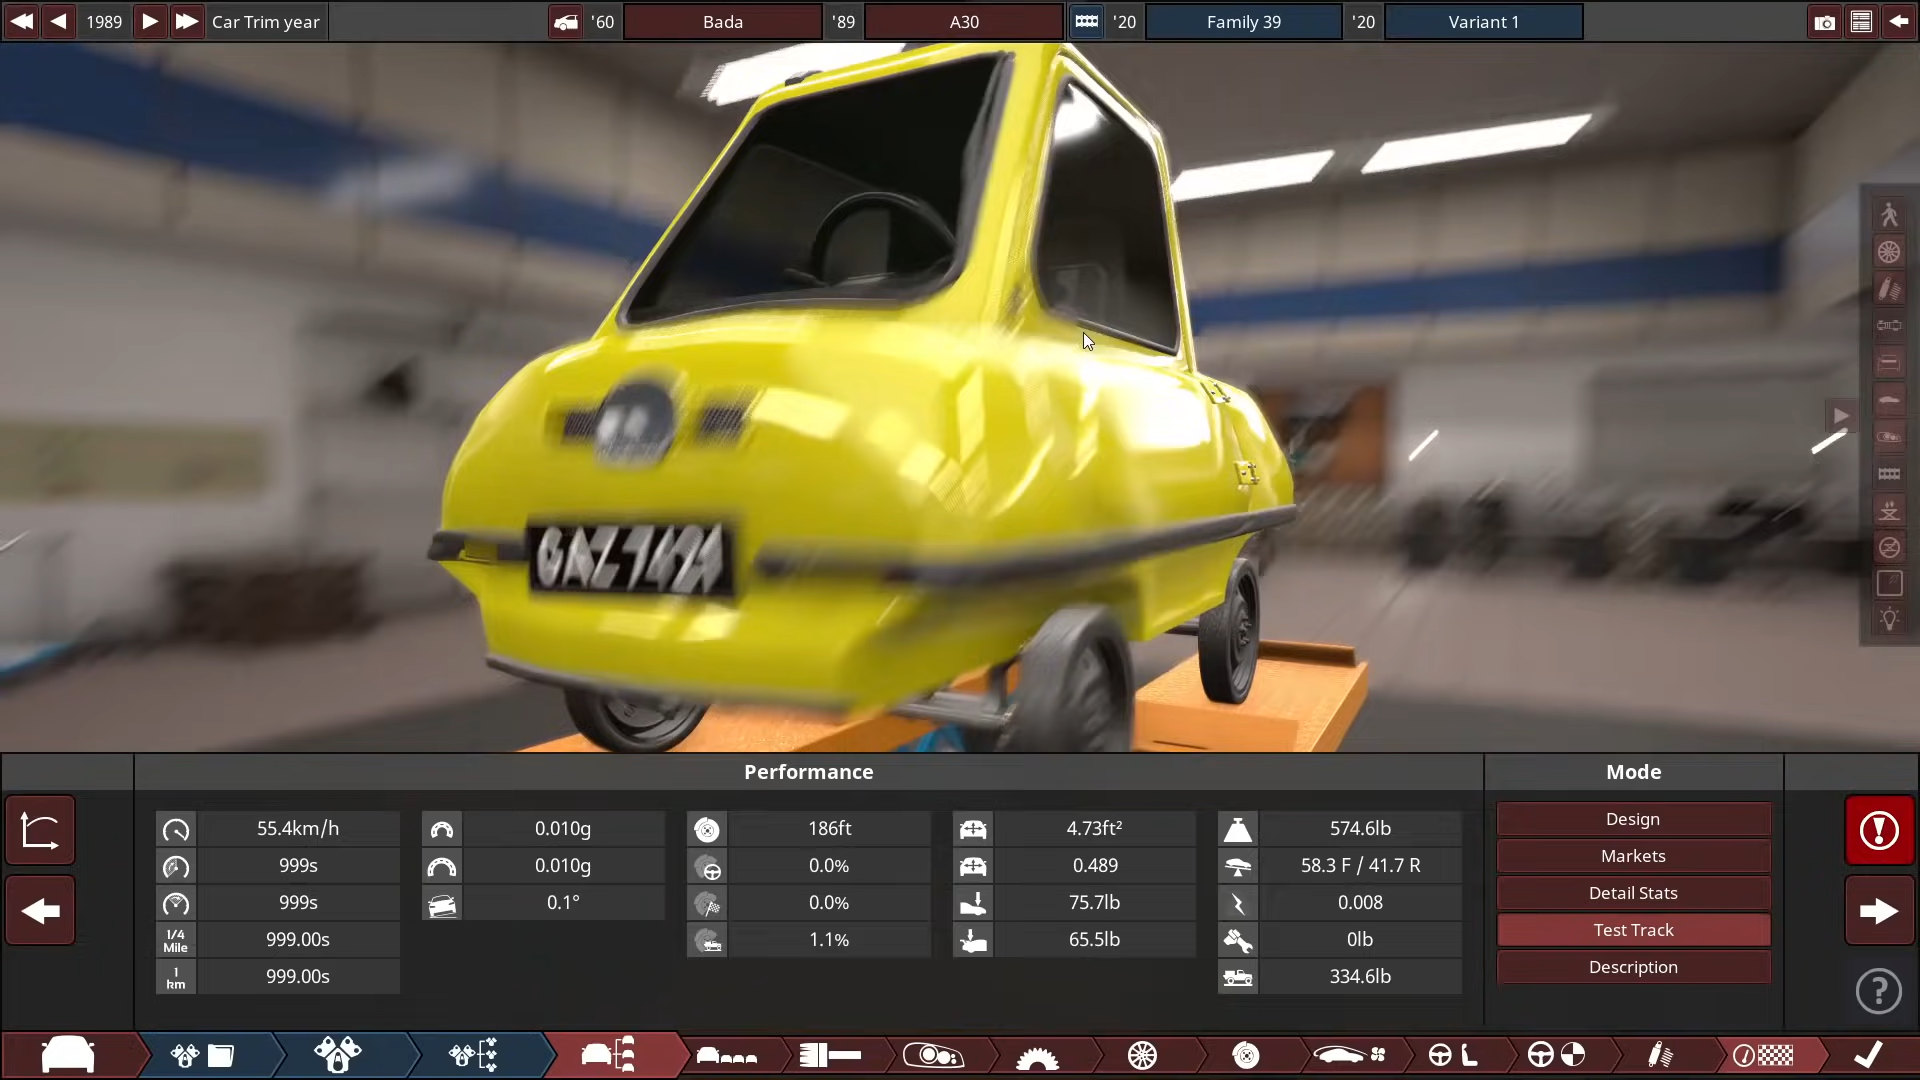 1989
Car Trim year
'60
Bada
'89
A30
'20
Family 39
'20
Variant 1
Performance
55.4km/h
999s
999s
1/4 Mile
999.00s
1 km
999.00s
0.010g
0.010g
0.1°
186ft
0.0%
0.0%
1.1%
4.73ft²
0.489
75.7lb
65.5lb
574.6lb
58.3 F / 41.7 R
0.008
0lb
334.6lb
Mode
Design
Markets
Detail Stats
Test Track
Description